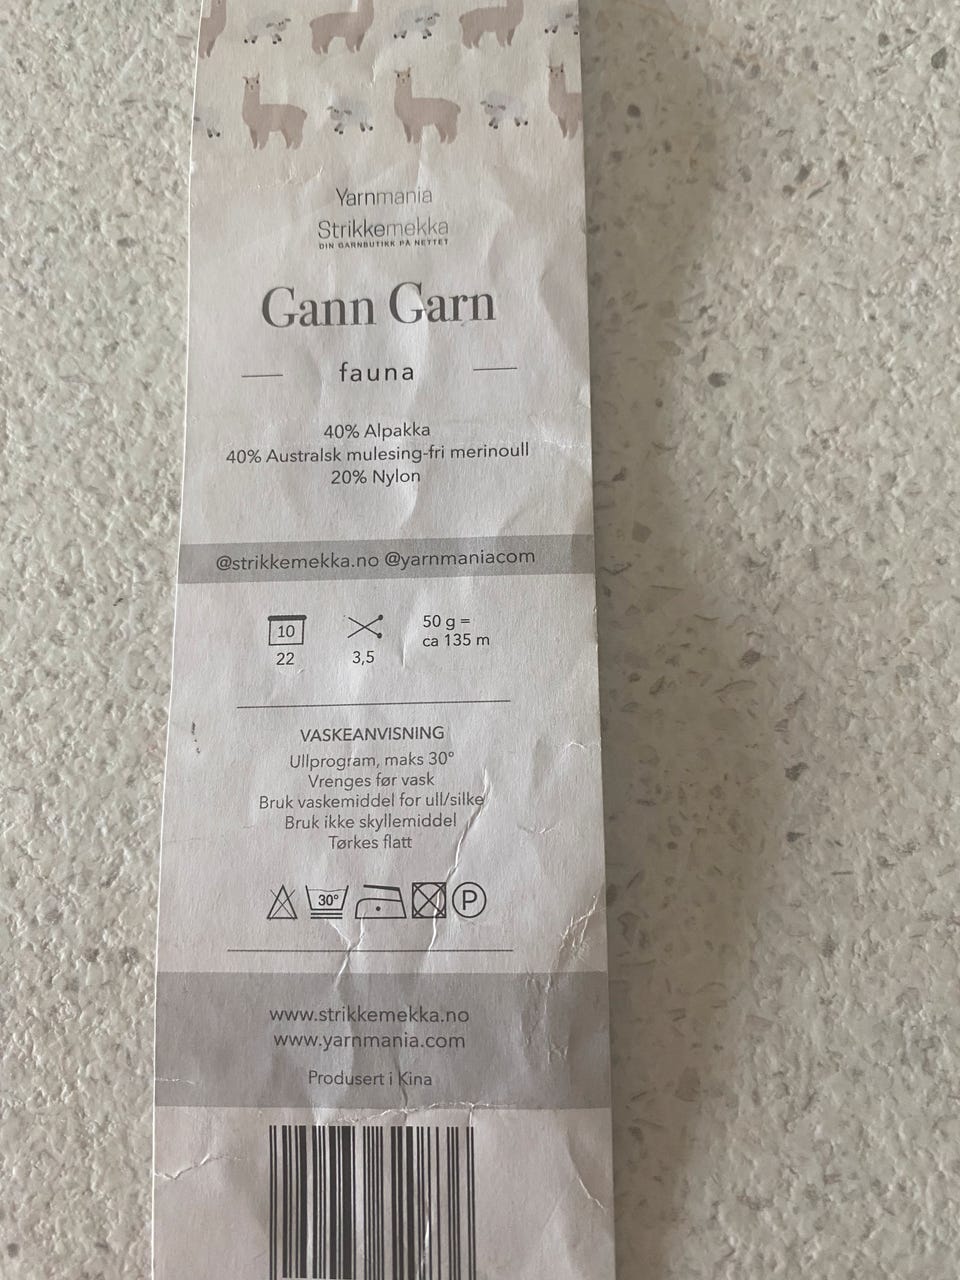 Yarnmania
Strikkemekka
DIN GARNBUTIKK PÅ NETTET
Gann Garn
fauna
40% Alpakka
40% Australsk mulesing-fri merinoull
20% Nylon
@strikkemekka.no @yarnmaniacom
10
22
3,5
50 g =
ca 135 m
VASKEANVISNING
Ullprogram, maks 30°
Vrenges før vask
Bruk vaskemiddel for ull/silke
Bruk ikke skyllemiddel
Tørkes flatt
30° P
www.strikkemekka.no
www.yarnmania.com
Produsert i Kina